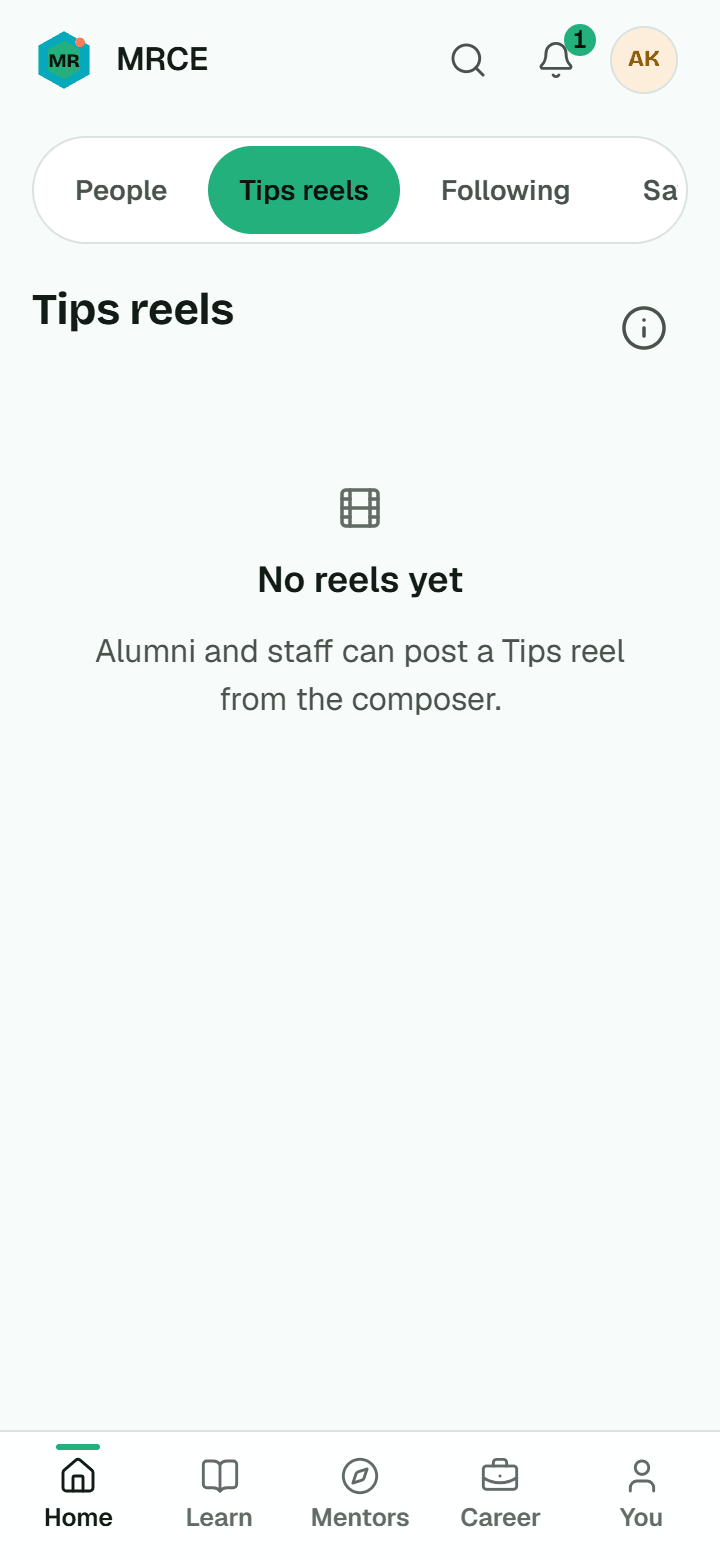 MR
MRCE
1
AK
People
Tips reels
Following
Sa
Tips reels
No reels yet
Alumni and staff can post a Tips reel
from the composer.
Home
Learn
Mentors
Career
You